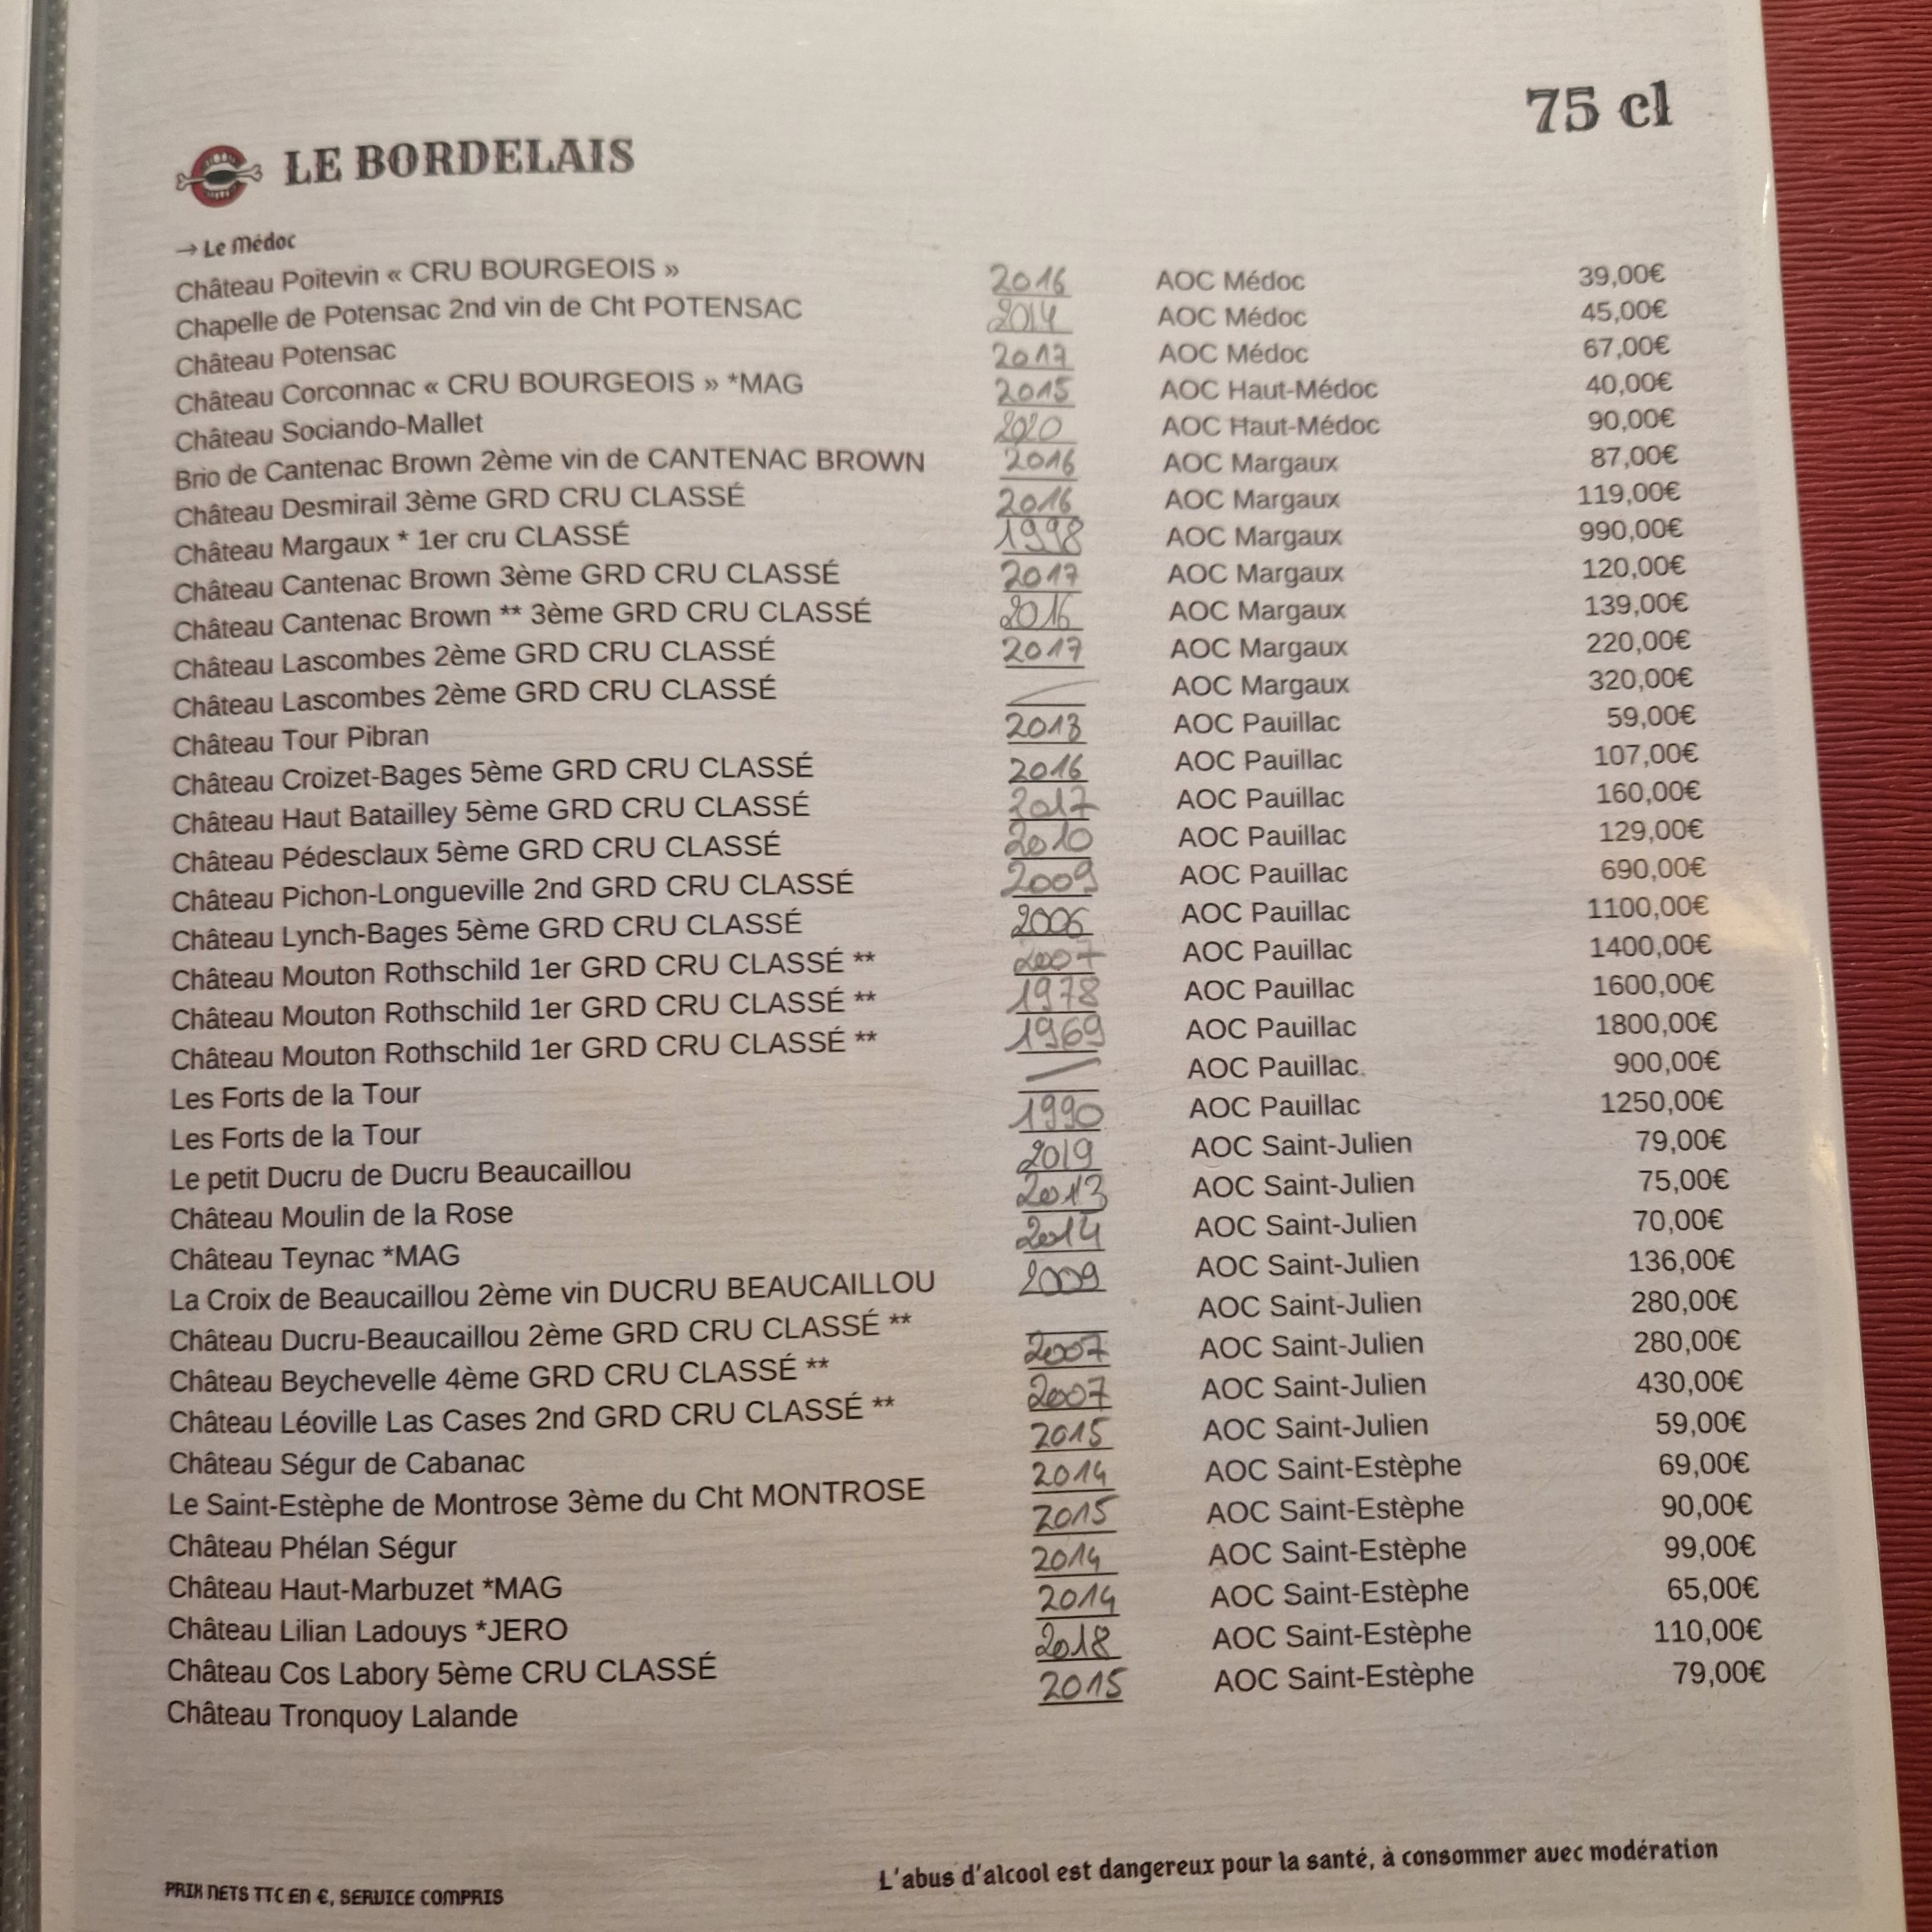 75 cl
LE BORDELAIS
→ Le Médoc
Château Poitevin « CRU BOURGEOIS » 2016 AOC Médoc 39,00€
Chapelle de Potensac 2nd vin de Cht POTENSAC 2014 AOC Médoc 45,00€
Château Potensac 2017 AOC Médoc 67,00€
Château Corconnac « CRU BOURGEOIS » *MAG 2015 AOC Haut-Médoc 40,00€
Château Sociando-Mallet 2020 AOC Haut-Médoc 90,00€
Brio de Cantenac Brown 2ème vin de CANTENAC BROWN 2016 AOC Margaux 87,00€
Château Desmirail 3ème GRD CRU CLASSÉ 2016 AOC Margaux 119,00€
Château Margaux * 1er cru CLASSÉ 1998 AOC Margaux 990,00€
Château Cantenac Brown 3ème GRD CRU CLASSÉ 2017 AOC Margaux 120,00€
Château Cantenac Brown ** 3ème GRD CRU CLASSÉ 2016 AOC Margaux 139,00€
Château Lascombes 2ème GRD CRU CLASSÉ 2017 AOC Margaux 220,00€
Château Lascombes 2ème GRD CRU CLASSÉ AOC Margaux 320,00€
Château Tour Pibran 2013 AOC Pauillac 59,00€
Château Croizet-Bages 5ème GRD CRU CLASSÉ 2016 AOC Pauillac 107,00€
Château Haut Batailley 5ème GRD CRU CLASSÉ 2017 AOC Pauillac 160,00€
Château Pédesclaux 5ème GRD CRU CLASSÉ 2010 AOC Pauillac 129,00€
Château Pichon-Longueville 2nd GRD CRU CLASSÉ 2009 AOC Pauillac 690,00€
Château Lynch-Bages 5ème GRD CRU CLASSÉ 2006 AOC Pauillac 1100,00€
Château Mouton Rothschild 1er GRD CRU CLASSÉ ** 2007 AOC Pauillac 1400,00€
Château Mouton Rothschild 1er GRD CRU CLASSÉ ** 1978 AOC Pauillac 1600,00€
Château Mouton Rothschild 1er GRD CRU CLASSÉ ** 1969 AOC Pauillac 1800,00€
Les Forts de la Tour AOC Pauillac 900,00€
Les Forts de la Tour 1990 AOC Pauillac 1250,00€
Le petit Ducru de Ducru Beaucaillou 2019 AOC Saint-Julien 79,00€
Château Moulin de la Rose 2013 AOC Saint-Julien 75,00€
Château Teynac *MAG 2014 AOC Saint-Julien 70,00€
La Croix de Beaucaillou 2ème vin DUCRU BEAUCAILLOU 2009 AOC Saint-Julien 136,00€
Château Ducru-Beaucaillou 2ème GRD CRU CLASSÉ ** AOC Saint-Julien 280,00€
Château Beychevelle 4ème GRD CRU CLASSÉ ** 2007 AOC Saint-Julien 280,00€
Château Léoville Las Cases 2nd GRD CRU CLASSÉ ** 2007 AOC Saint-Julien 430,00€
Château Ségur de Cabanac 2015 AOC Saint-Julien 59,00€
Le Saint-Estèphe de Montrose 3ème du Cht MONTROSE 2014 AOC Saint-Estèphe 69,00€
Château Phélan Ségur 2015 AOC Saint-Estèphe 90,00€
Château Haut-Marbuzet *MAG 2014 AOC Saint-Estèphe 99,00€
Château Lilian Ladouys *JERO 2014 AOC Saint-Estèphe 65,00€
Château Cos Labory 5ème CRU CLASSÉ 2018 AOC Saint-Estèphe 110,00€
Château Tronquoy Lalande 2015 AOC Saint-Estèphe 79,00€
L'abus d'alcool est dangereux pour la santé, à consommer avec modération
PRIX NETS TTC EN €, SERVICE COMPRIS